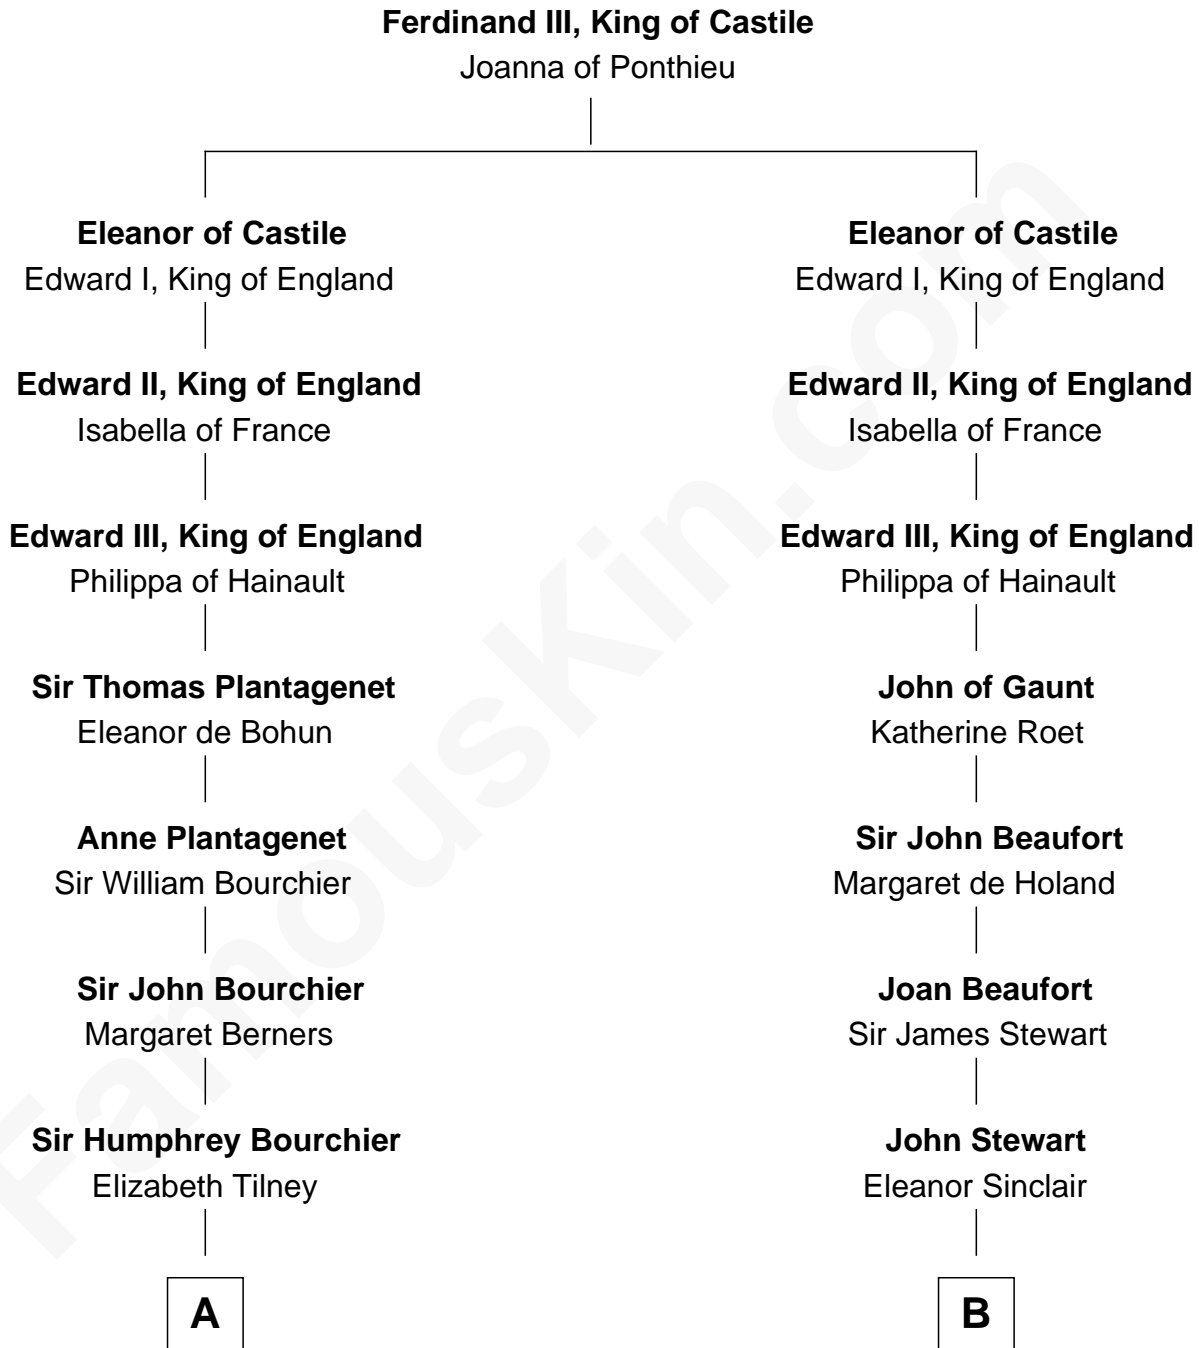 Ferdinand III, King of Castile
Joanna of Ponthieu
Eleanor of Castile
Edward I, King of England
Edward II, King of England
Isabella of France
Edward III, King of England
Philippa of Hainault
Sir Thomas Plantagenet
Eleanor de Bohun
Anne Plantagenet
Sir William Bourchier
Sir John Bourchier
Margaret Berners
Sir Humphrey Bourchier
Elizabeth Tilney
A
Eleanor of Castile
Edward I, King of England
Edward II, King of England
Isabella of France
Edward III, King of England
Philippa of Hainault
John of Gaunt
Katherine Roet
Sir John Beaufort
Margaret de Holand
Joan Beaufort
Sir James Stewart
John Stewart
Eleanor Sinclair
B
FamousKin.com